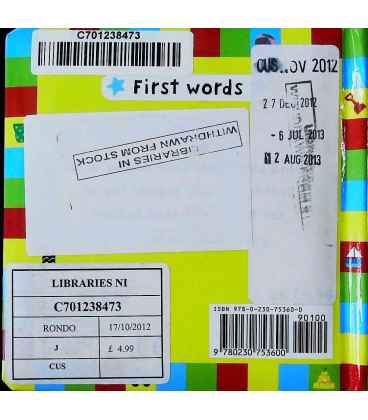 C701238473
CUS
NOV 2012
First words
27 DEC 2012
- 6 JUL 2013
12 AUG 2013
LIBRARIES NI
WITHDRAWN FROM STOCK
LIBRARIES NI
C701238473
RONDO 17/10/2012
J £ 4.99
CUS
ISBN 978-0-230-75360-0
90100
9 780230 753600